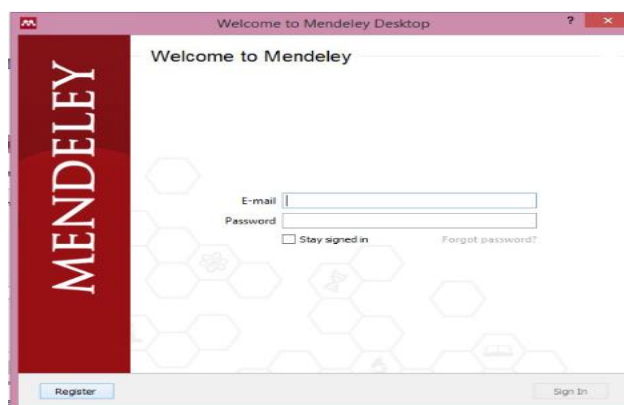 Welcome to Mendeley Desktop
?
Welcome to Mendeley
MENDELEY
E-mail
Password
Stay signed in
Forgot password?
Register
Sign In